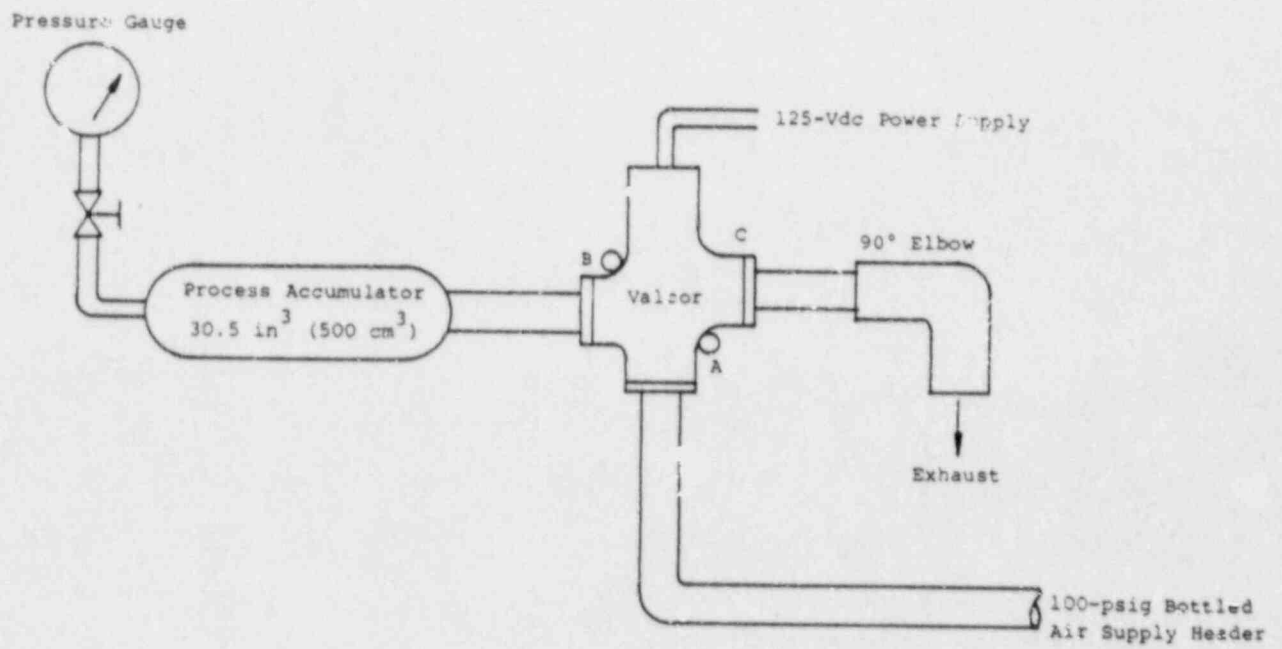 Pressure Gauge
125-Vdc Power Supply
C
90° Elbow
B
Process Accumulator
30.5 in³ (500 cm³)
Valcor
A
Exhaust
100-psig Bottled
Air Supply Header